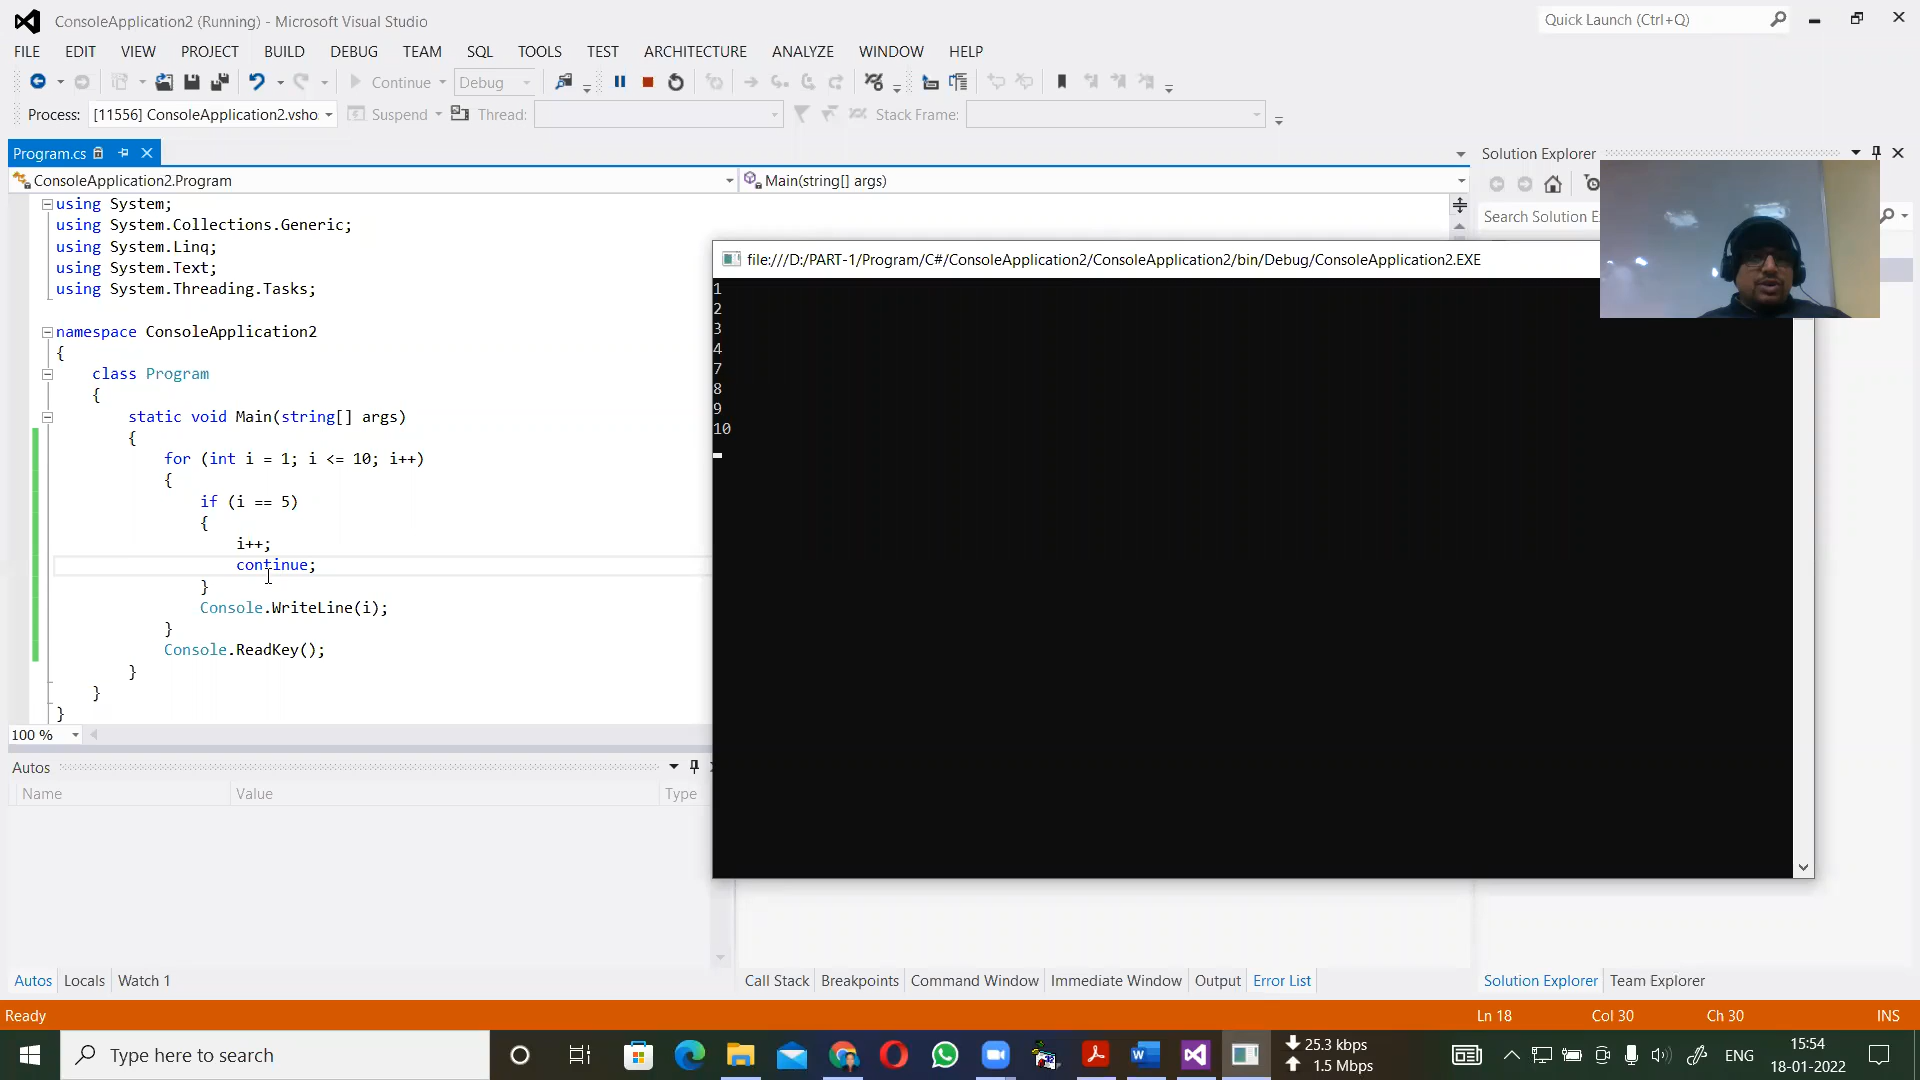 ConsoleApplication2 (Running) - Microsoft Visual Studio
Quick Launch (Ctrl+Q)
FILE EDIT VIEW PROJECT BUILD DEBUG TEAM SQL TOOLS TEST ARCHITECTURE ANALYZE WINDOW HELP
Continue Debug
Process: [11556] ConsoleApplication2.vsho Suspend Thread: Stack Frame:
Program.cs
Solution Explorer
ConsoleApplication2.Program
Main(string[] args)
Search Solution E
using System;
using System.Collections.Generic;
using System.Linq;
using System.Text;
using System.Threading.Tasks;
namespace ConsoleApplication2
{
class Program
{
static void Main(string[] args)
{
for (int i = 1; i <= 10; i++)
{
if (i == 5)
{
i++;
continue;
}
Console.WriteLine(i);
}
Console.ReadKey();
}
}
}
100 %
file:///D:/PART-1/Program/C#/ConsoleApplication2/ConsoleApplication2/bin/Debug/ConsoleApplication2.EXE
1
2
3
4
7
8
9
10
Autos
Name Value Type
Autos Locals Watch 1
Call Stack Breakpoints Command Window Immediate Window Output Error List
Solution Explorer Team Explorer
Ready Ln 18 Col 30 Ch 30 INS
Type here to search
25.3 kbps
1.5 Mbps
ENG
15:54
18-01-2022